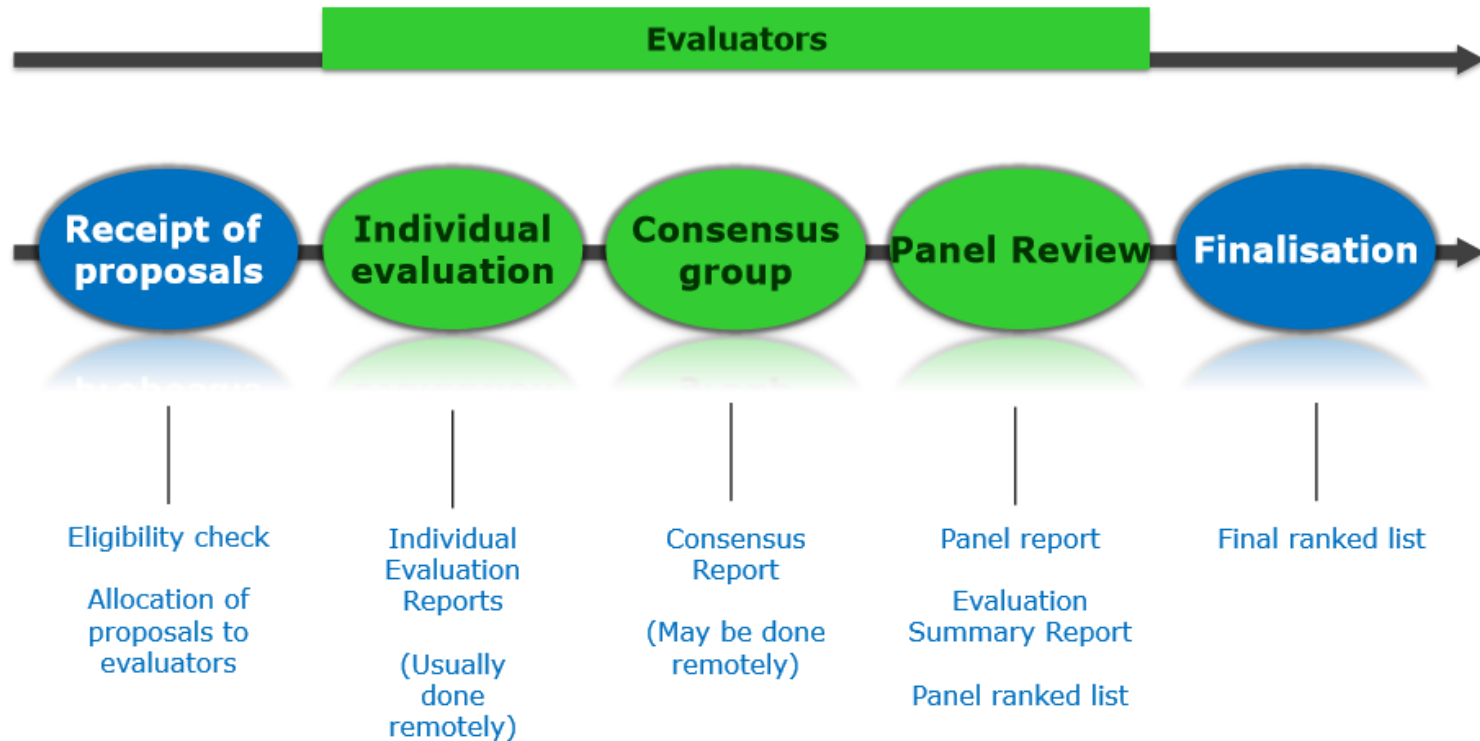 Evaluators
Receipt of
proposals
Individual
evaluation
Consensus
group
Panel Review
Finalisation
Eligibility check
Allocation of
proposals to
evaluators
Individual
Evaluation
Reports
(Usually
done
remotely)
Consensus
Report
(May be done
remotely)
Panel report
Evaluation
Summary Report
Panel ranked list
Final ranked list